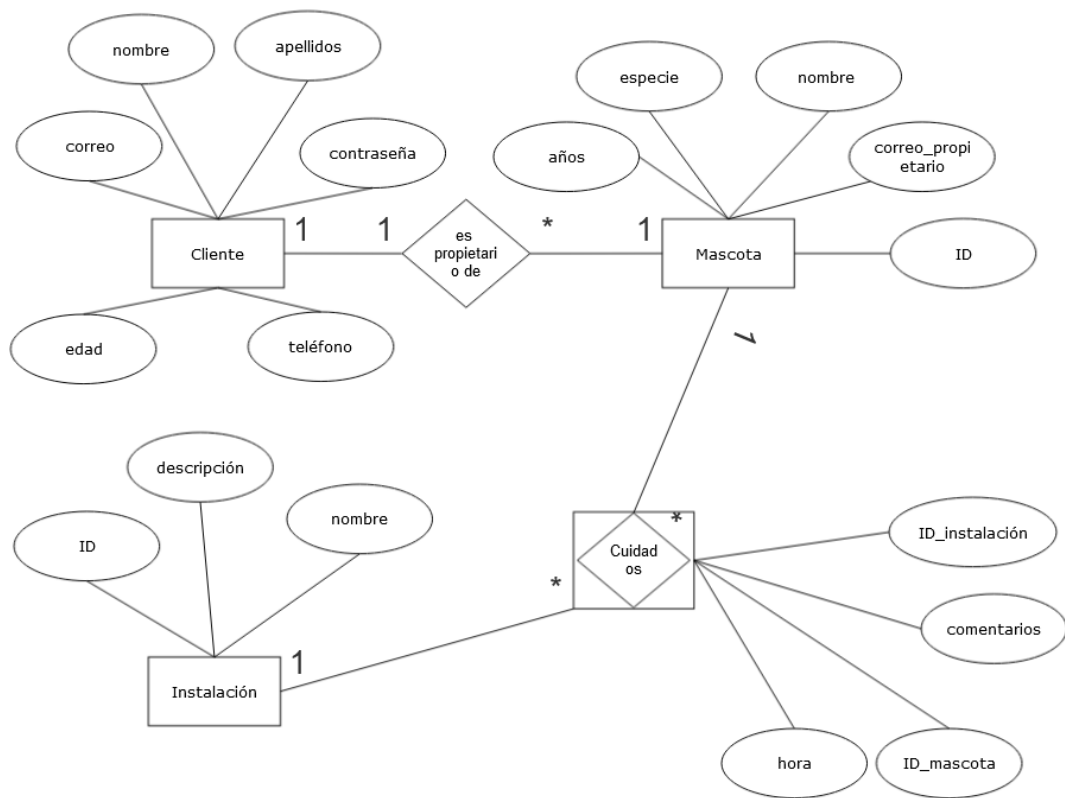 nombre
apellidos
correo
contraseña
Cliente
edad
teléfono
1
1
es
propietari
o de
*
1
especie
nombre
años
correo_propi
etario
Mascota
ID
1
descripción
ID
nombre
Instalación
1
*
*
Cuidad
os
ID_instalación
comentarios
hora
ID_mascota